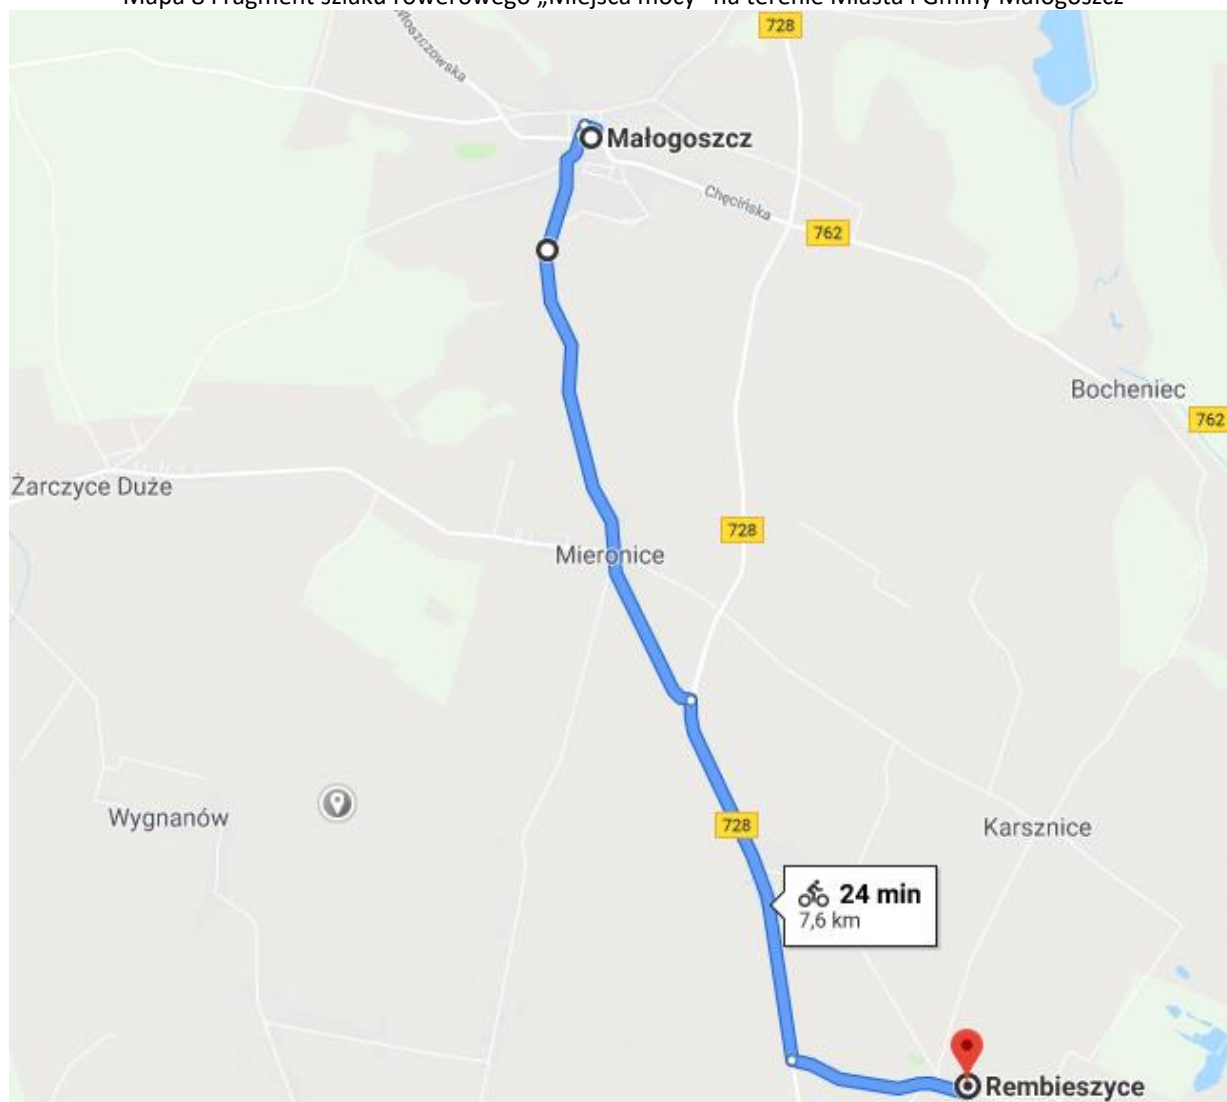 Mapa 8 Fragment szlaku rowerowego „Miejsca mocy” na terenie Miasta i Gminy Małogoszcz
728
Włoszczowska
Małogoszcz
Chęcińska
762
Bocheniec
762
Żarczyce Duże
728
Mieronice
Wygnanów
728
Karsznice
24 min
7,6 km
Rembieszyce